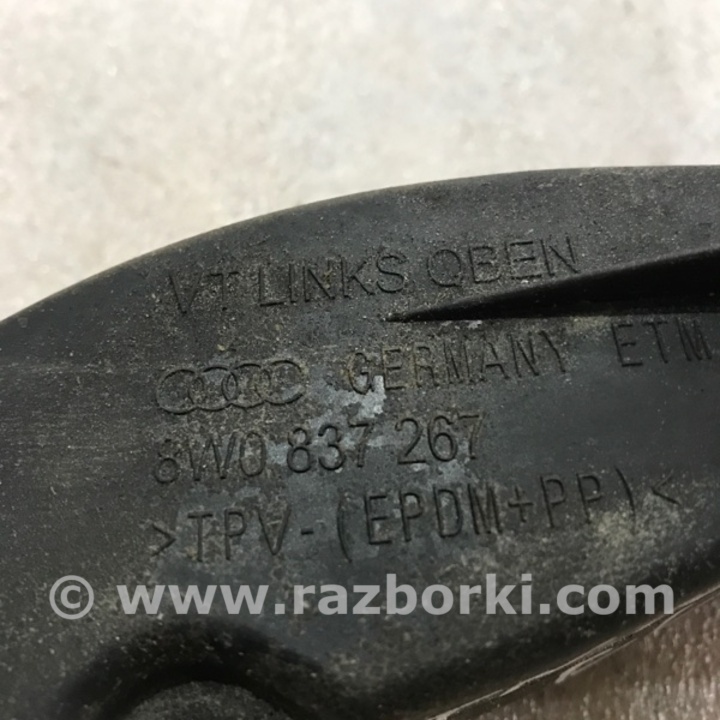 VT LINKS OBEN
GERMANY ETM
8W0 837 267
>TPV-(EPDM+PP)<
© www.razborki.com